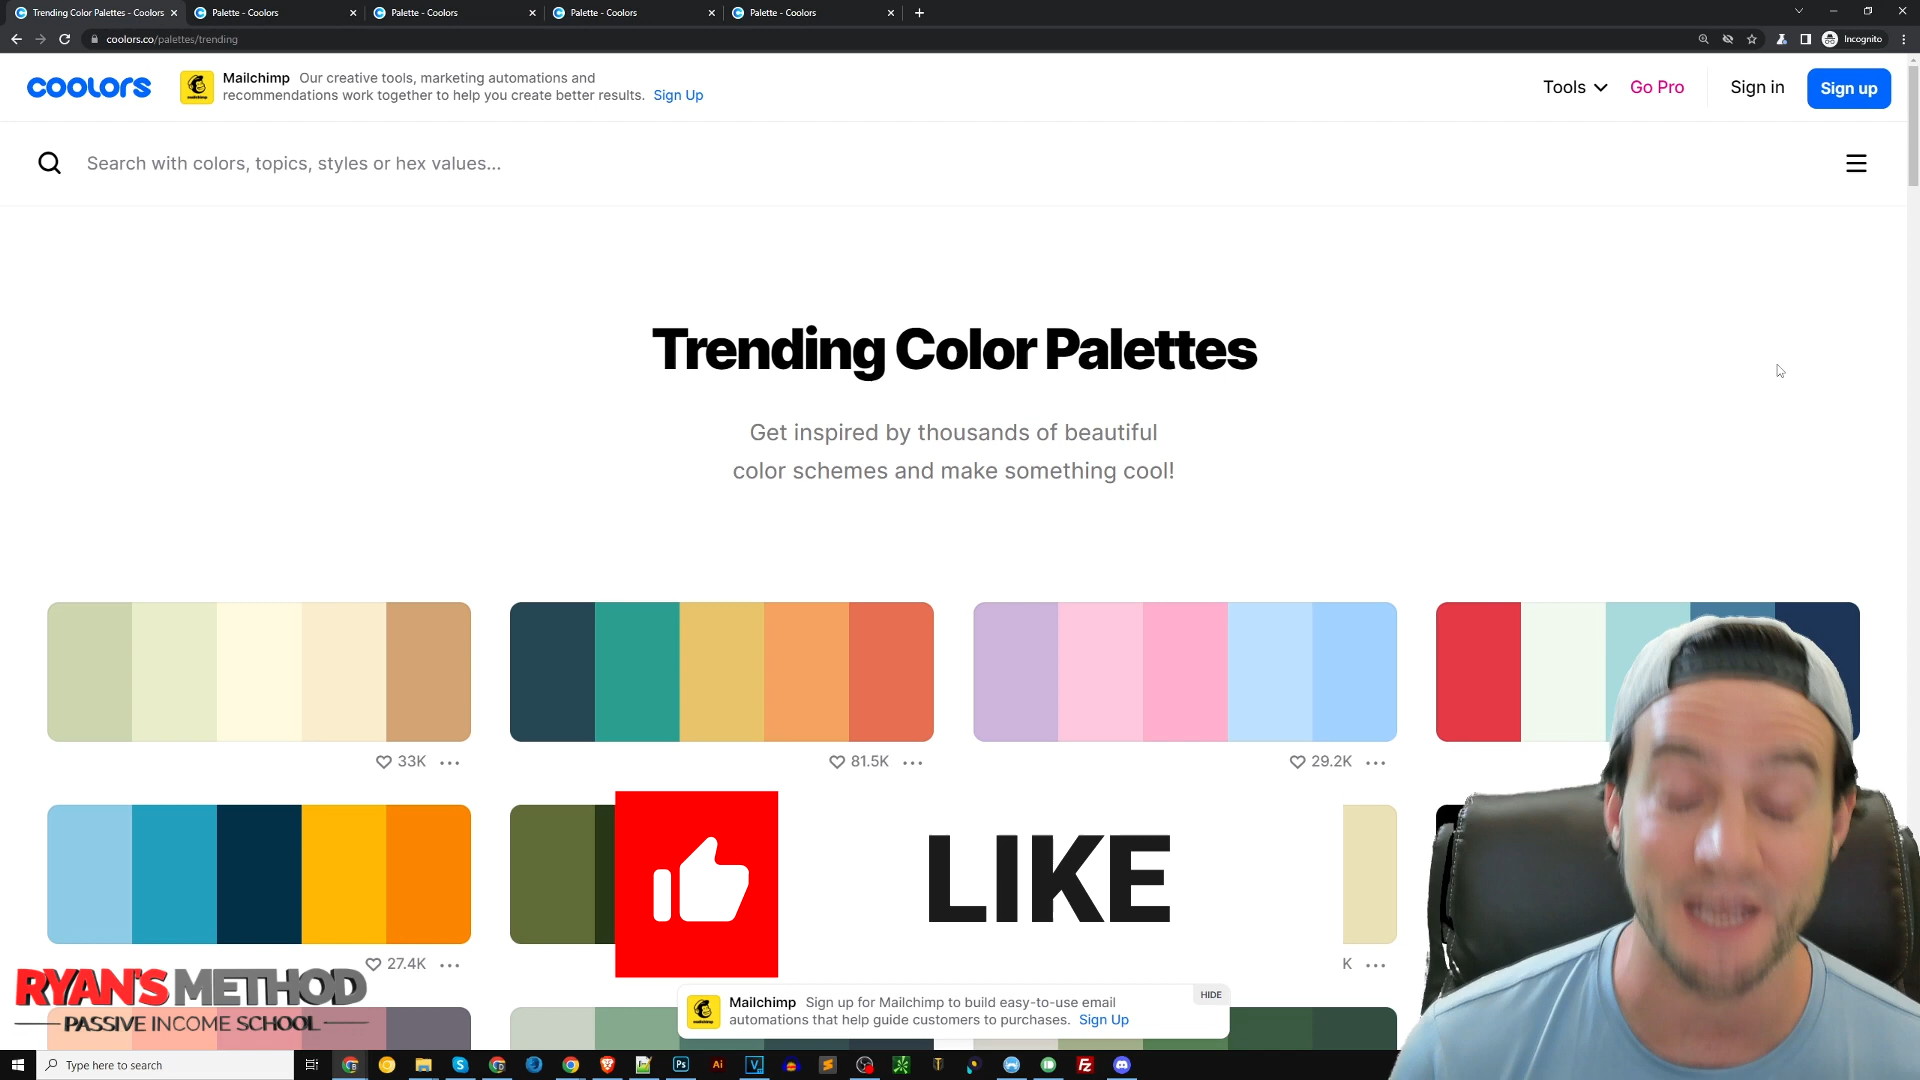 Trending Color Palettes - Coolors
Palette - Coolors
Palette - Coolors
Palette - Coolors
Palette - Coolors
coolors.co/palettes/trending
Incognito
coolors
Mailchimp Our creative tools, marketing automations and
recommendations work together to help you create better results. Sign Up
Tools
Go Pro
Sign in
Sign up
Search with colors, topics, styles or hex values...
Trending Color Palettes
Get inspired by thousands of beautiful
color schemes and make something cool!
33K
81.5K
29.2K
LIKE
27.4K
K
RYAN'S METHOD
PASSIVE INCOME SCHOOL
Mailchimp Sign up for Mailchimp to build easy-to-use email
automations that help guide customers to purchases. Sign Up
HIDE
Type here to search